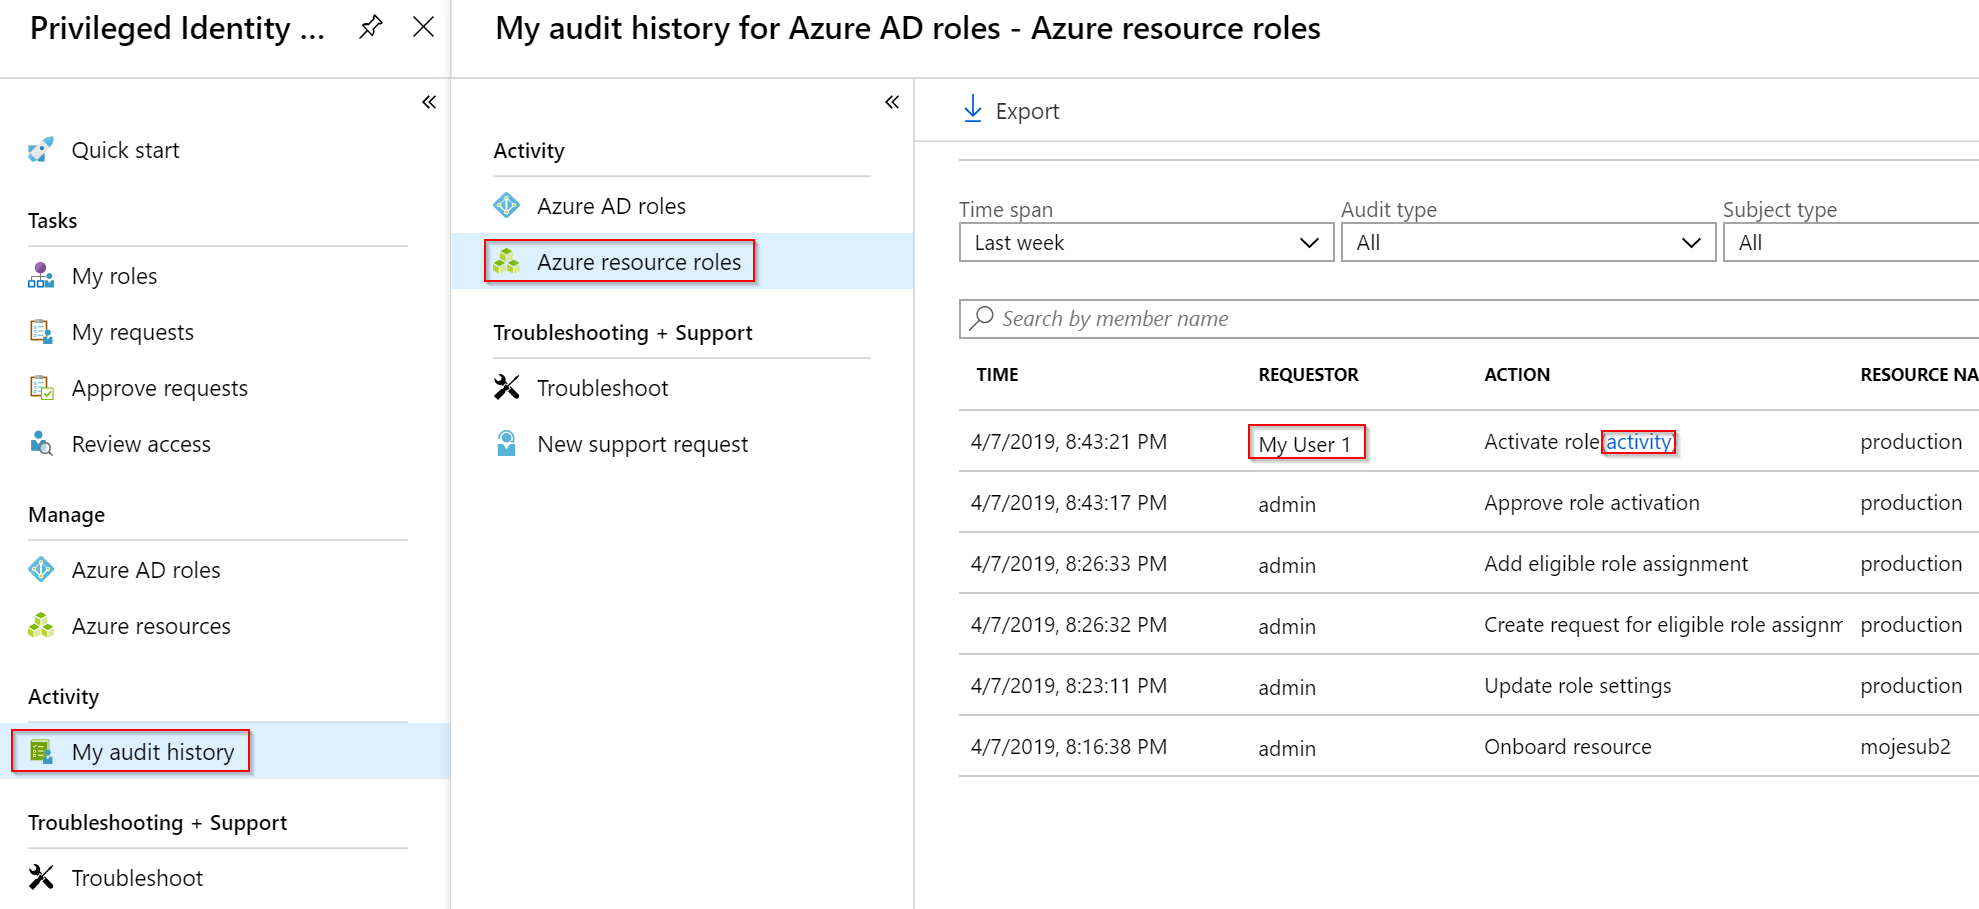 Privileged Identity ...
My audit history for Azure AD roles - Azure resource roles
«
Quick start
Tasks
My roles
My requests
Approve requests
Review access
Manage
Azure AD roles
Azure resources
Activity
My audit history
Troubleshooting + Support
Troubleshoot
«
Activity
Azure AD roles
Azure resource roles
Troubleshooting + Support
Troubleshoot
New support request
Export
Time span Audit type Subject type
Last week All All
Search by member name
TIME REQUESTOR ACTION RESOURCE NA
4/7/2019, 8:43:21 PM My User 1 Activate role(activity) production
4/7/2019, 8:43:17 PM admin Approve role activation production
4/7/2019, 8:26:33 PM admin Add eligible role assignment production
4/7/2019, 8:26:32 PM admin Create request for eligible role assignm production
4/7/2019, 8:23:11 PM admin Update role settings production
4/7/2019, 8:16:38 PM admin Onboard resource mojesub2